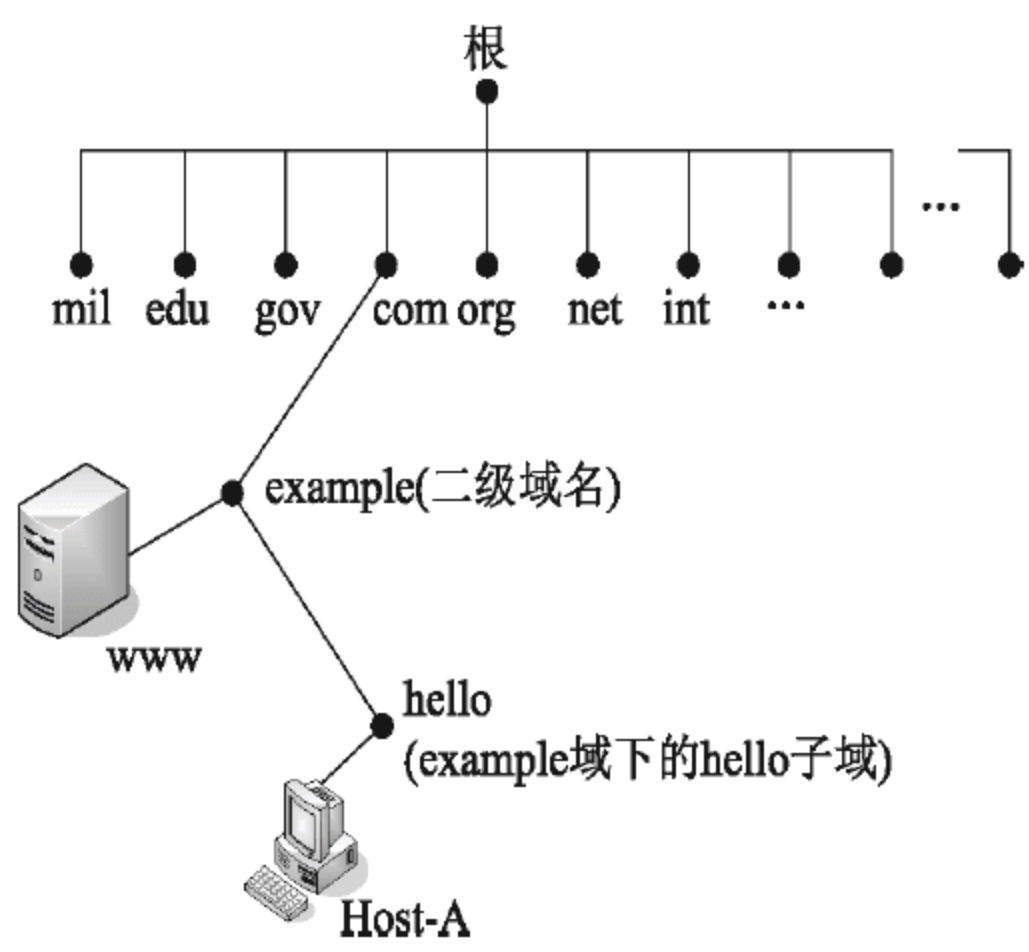 根
...
mil edu gov com org net int ...
example(二级域名)
www
hello
(example域下的hello子域)
Host-A